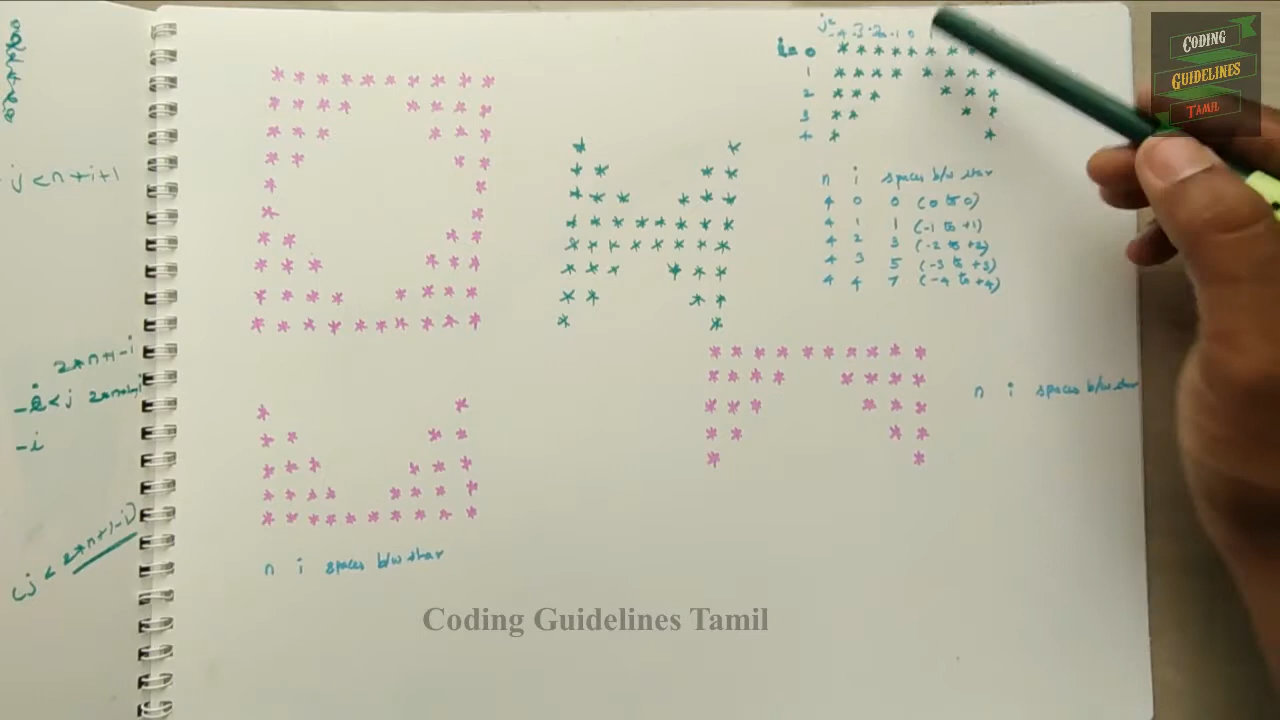 j < n+i+1
2*n+1-i
-i
j < 2*n+1-i)
j=
-4 -3 -2 -1 0 1
i= 0 * * * * * * * * *
1 * * * * * * * *
2 * * * * * *
3 * * * *
4 * *
n i spaces b/w star
4 0 0 (0 to 0)
4 1 1 (-1 to +1)
4 2 3 (-2 to +2)
4 3 5 (-3 to +3)
4 4 7 (-4 to +4)
n i spaces b/w star
n i spaces b/w star
CODING
GUIDELINES
TAMIL
Coding Guidelines Tamil